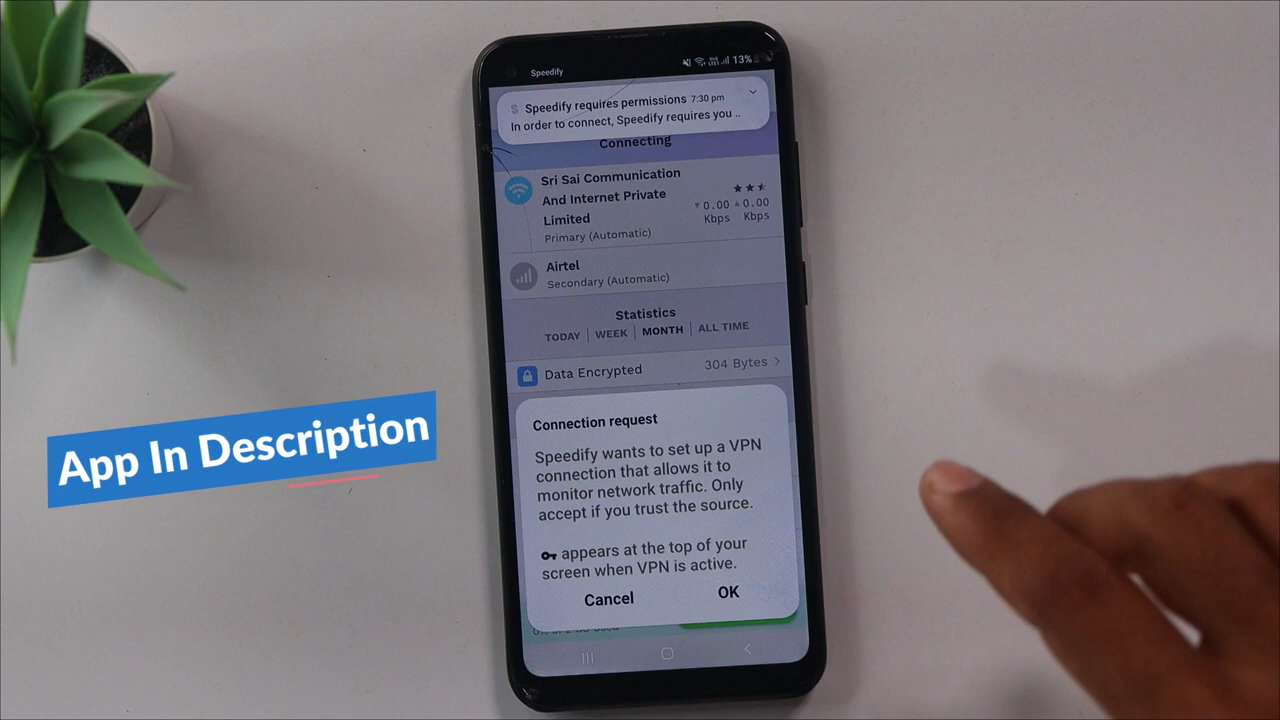 Speedify
13%
Speedify requires permissions 7:30 pm
In order to connect, Speedify requires you ..
Connecting
Sri Sai Communication
And Internet Private
Limited
▼ 0.00 ▲ 0.00
Kbps Kbps
Primary (Automatic)
Airtel
Secondary (Automatic)
Statistics
TODAY | WEEK | MONTH | ALL TIME
Data Encrypted 304 Bytes >
Connection request
Speedify wants to set up a VPN
connection that allows it to
monitor network traffic. Only
accept if you trust the source.
appears at the top of your
screen when VPN is active.
Cancel OK
App In Description